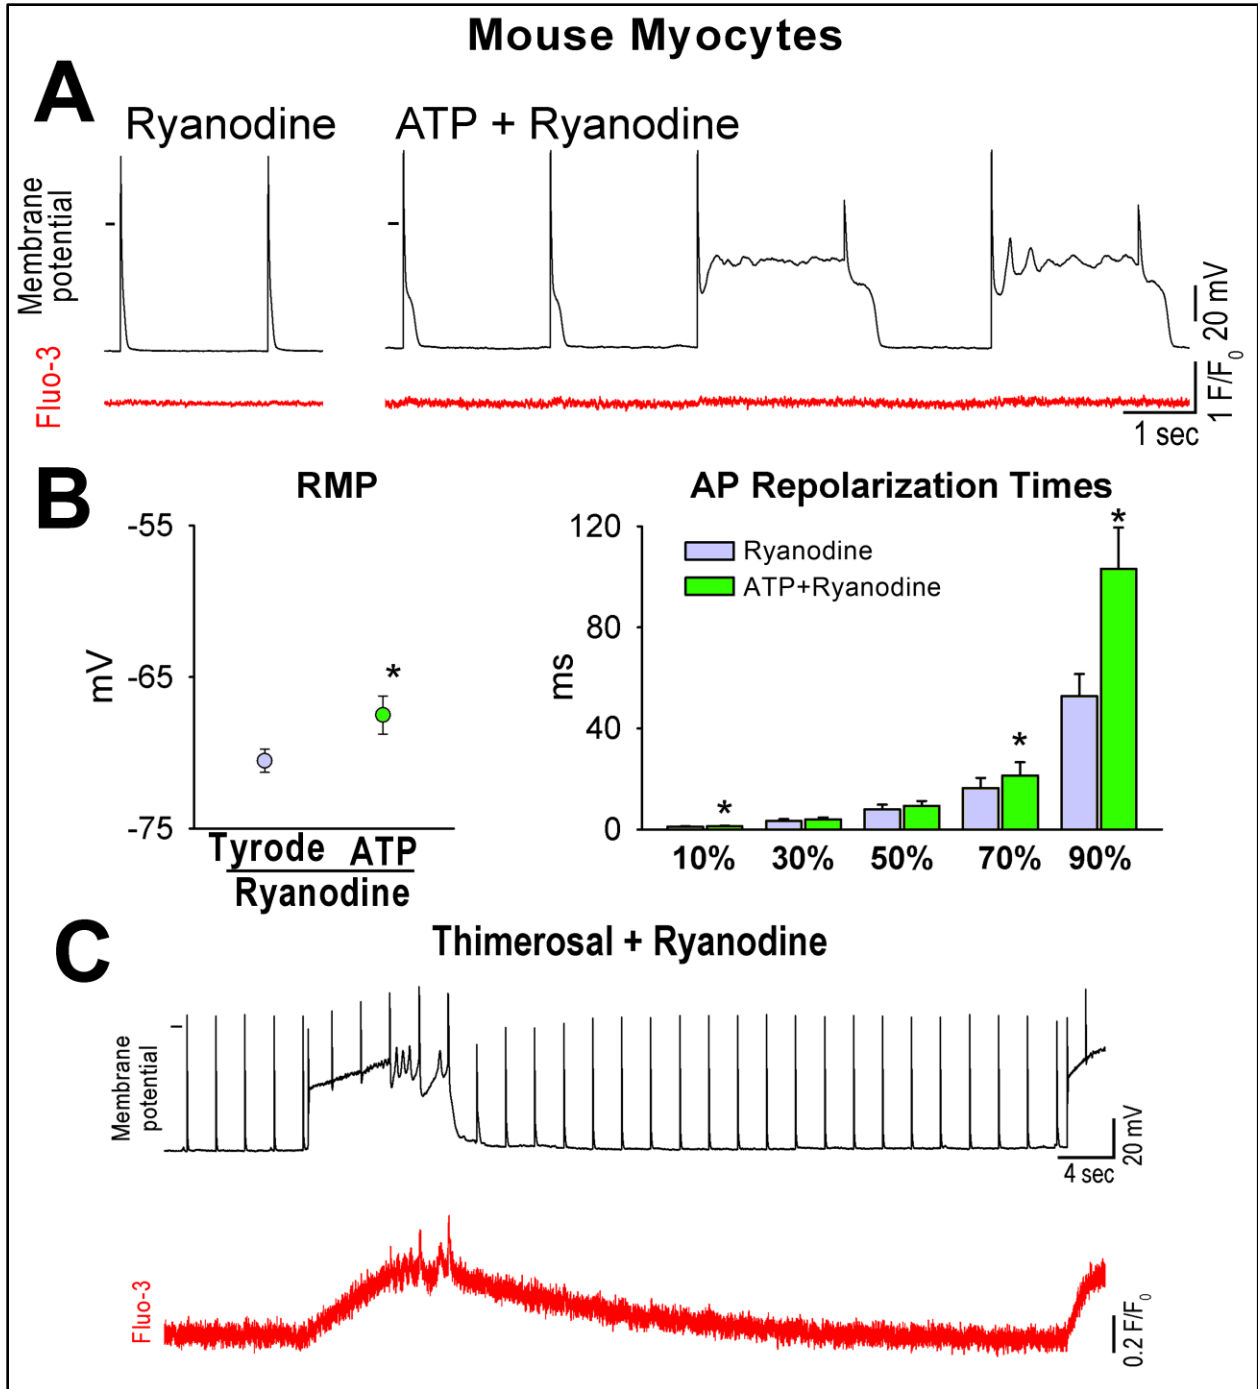 Mouse Myocytes
A
Ryanodine
ATP + Ryanodine
Membrane
potential
20 mV
Fluo-3
1 F/F0
1 sec
B
RMP
-55
-65
-75
mV
Tyrode ATP
Ryanodine
AP Repolarization Times
120
80
40
0
ms
Ryanodine
ATP+Ryanodine
*
*
*
*
10% 30% 50% 70% 90%
C
Thimerosal + Ryanodine
Membrane
potential
20 mV
4 sec
Fluo-3
0.2 F/F0